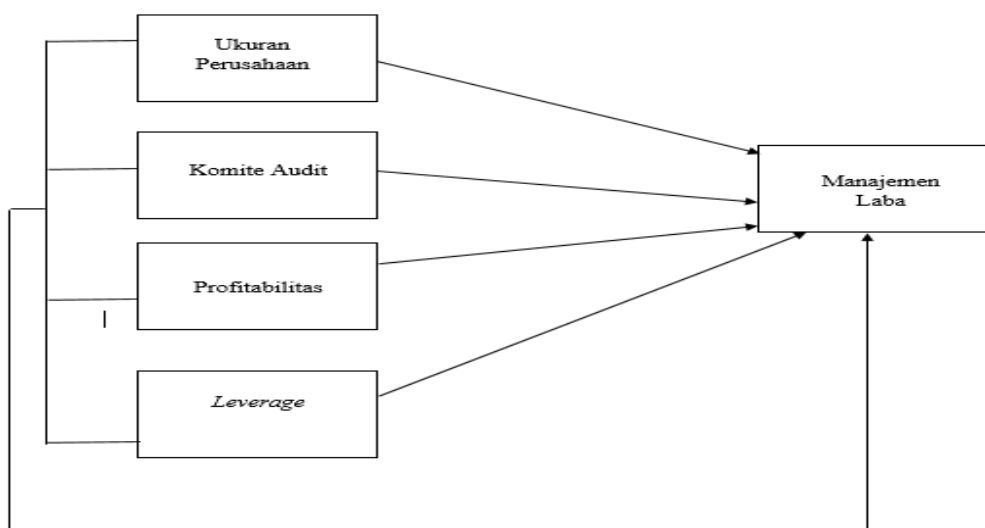 Ukuran
Perusahaan
Komite Audit
Manajemen
Laba
Profitabilitas
Leverage